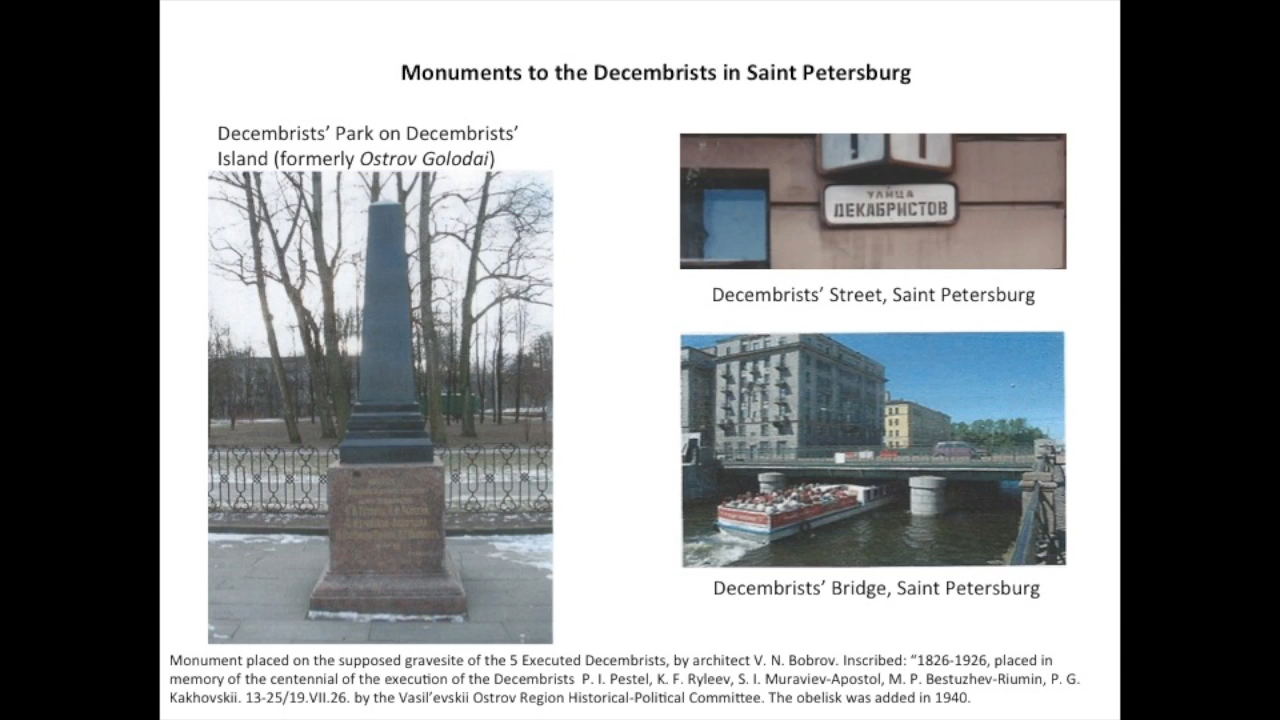 Monuments to the Decembrists in Saint Petersburg
Decembrists’ Park on Decembrists’
Island (formerly Ostrov Golodai)
УЛИЦА
ДЕКАБРИСТОВ
Decembrists’ Street, Saint Petersburg
Decembrists’ Bridge, Saint Petersburg
Monument placed on the supposed gravesite of the 5 Executed Decembrists, by architect V. N. Bobrov. Inscribed: “1826-1926, placed in
memory of the centennial of the execution of the Decembrists P. I. Pestel, K. F. Ryleev, S. I. Muraviev-Apostol, M. P. Bestuzhev-Riumin, P. G.
Kakhovskii. 13-25/19.VII.26. by the Vasil’evskii Ostrov Region Historical-Political Committee. The obelisk was added in 1940.